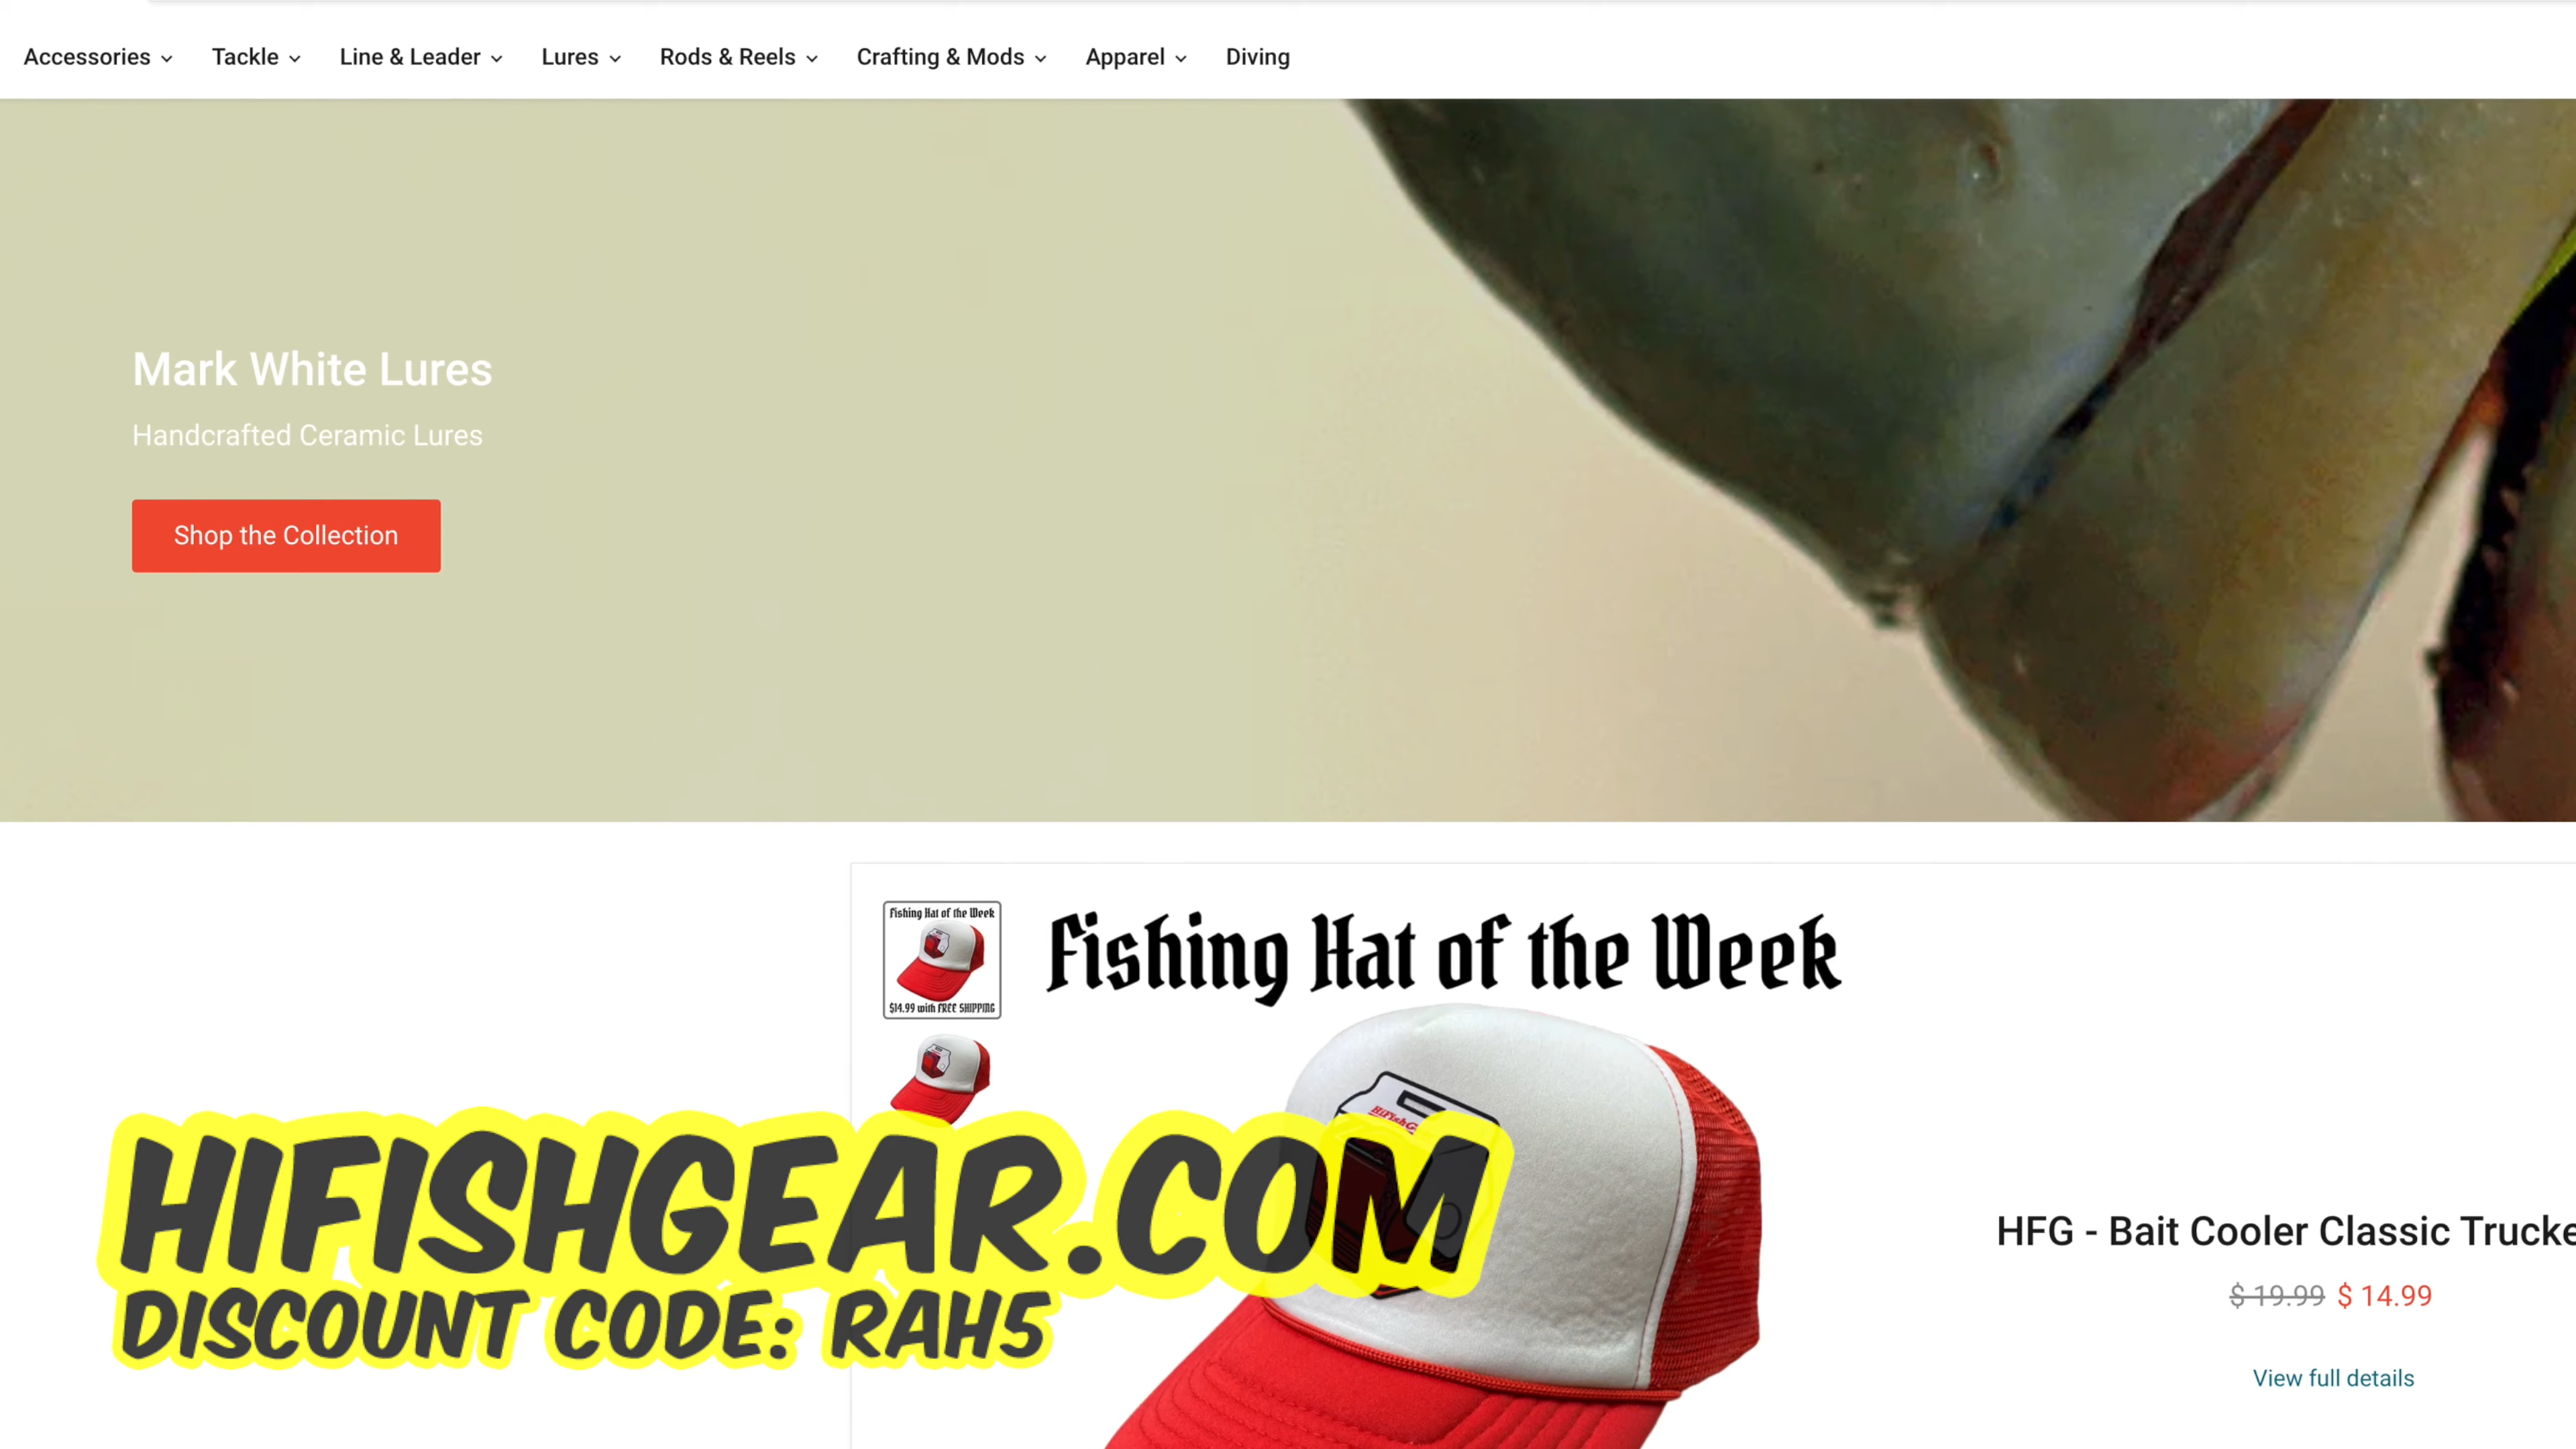 Accessories Tackle Line & Leader Lures Rods & Reels Crafting & Mods Apparel Diving
Mark White Lures
Handcrafted Ceramic Lures
Shop the Collection
Fishing Hat of the Week
$14.99 with FREE SHIPPING
Fishing Hat of the Week
HIFISHGEAR.COM
DISCOUNT CODE: RAH5
HFG - Bait Cooler Classic Trucke
$ 19.99 $ 14.99
View full details